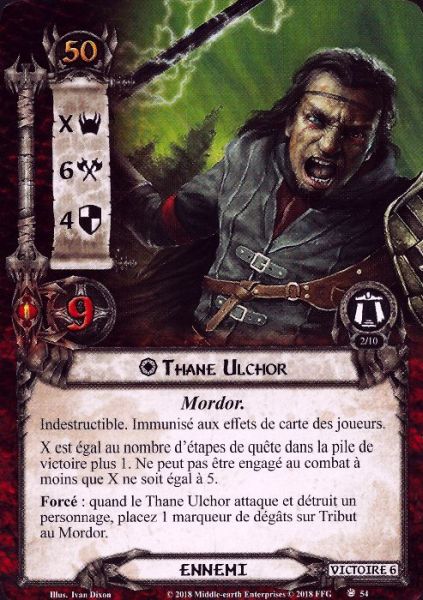 50
X
6
4
9
2/10
Thane Ulchor
Mordor.
Indestructible. Immunisé aux effets de carte des joueurs.
X est égal au nombre d'étapes de quête dans la pile de
victoire plus 1. Ne peut pas être engagé au combat à
moins que X ne soit égal à 5.
Forcé : quand le Thane Ulchor attaque et détruit un
personnage, placez 1 marqueur de dégâts sur Tribut
au Mordor.
ENNEMI
VICTOIRE 6
Illus. Ivan Dixon
© 2018 Middle-earth Enterprises © 2018 FFG
54